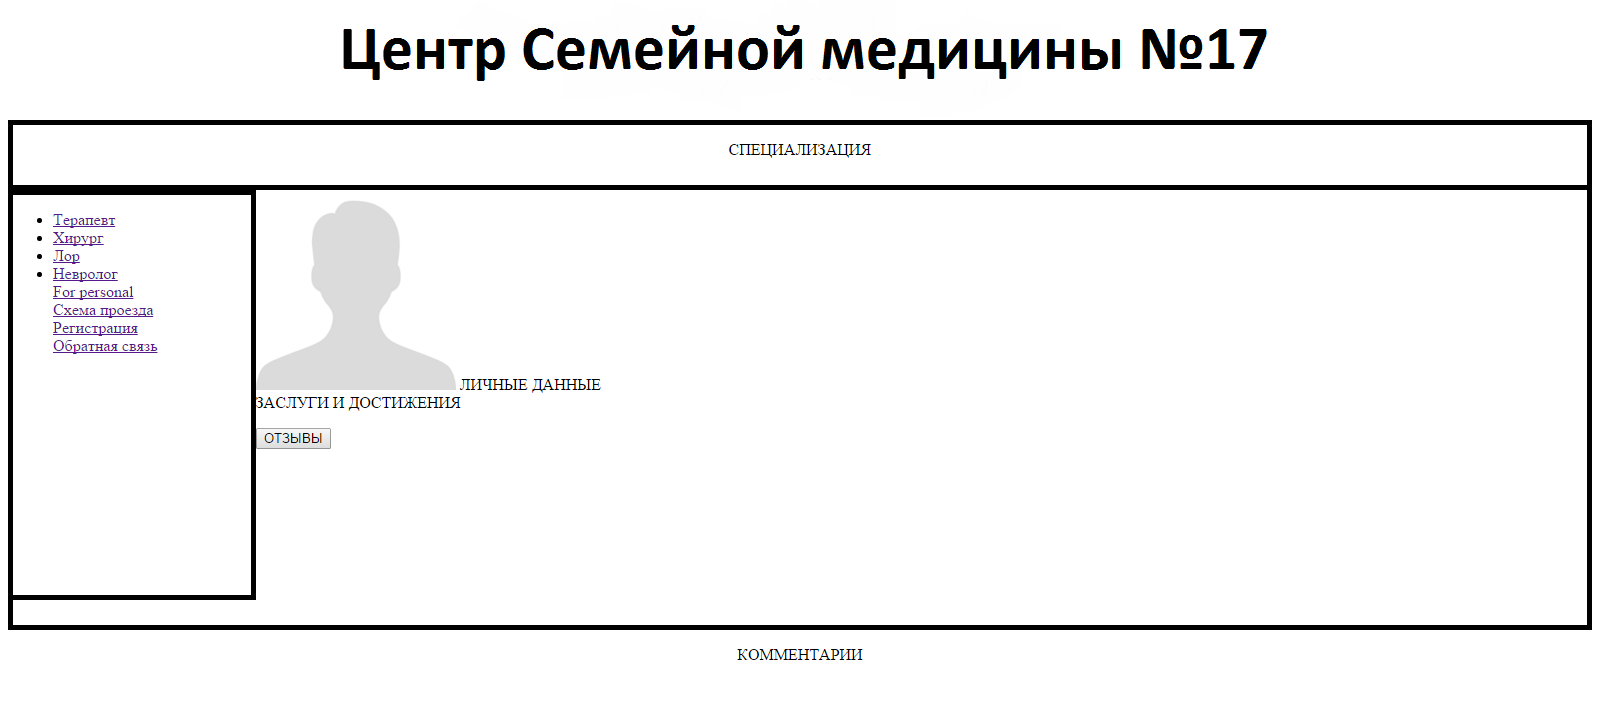 Центр Семейной медицины №17
СПЕЦИАЛИЗАЦИЯ
Терапевт
Хирург
Лор
Невролог
For personal
Схема проезда
Регистрация
Обратная связь
ЛИЧНЫЕ ДАННЫЕ
ЗАСЛУГИ И ДОСТИЖЕНИЯ
ОТЗЫВЫ
КОММЕНТАРИИ